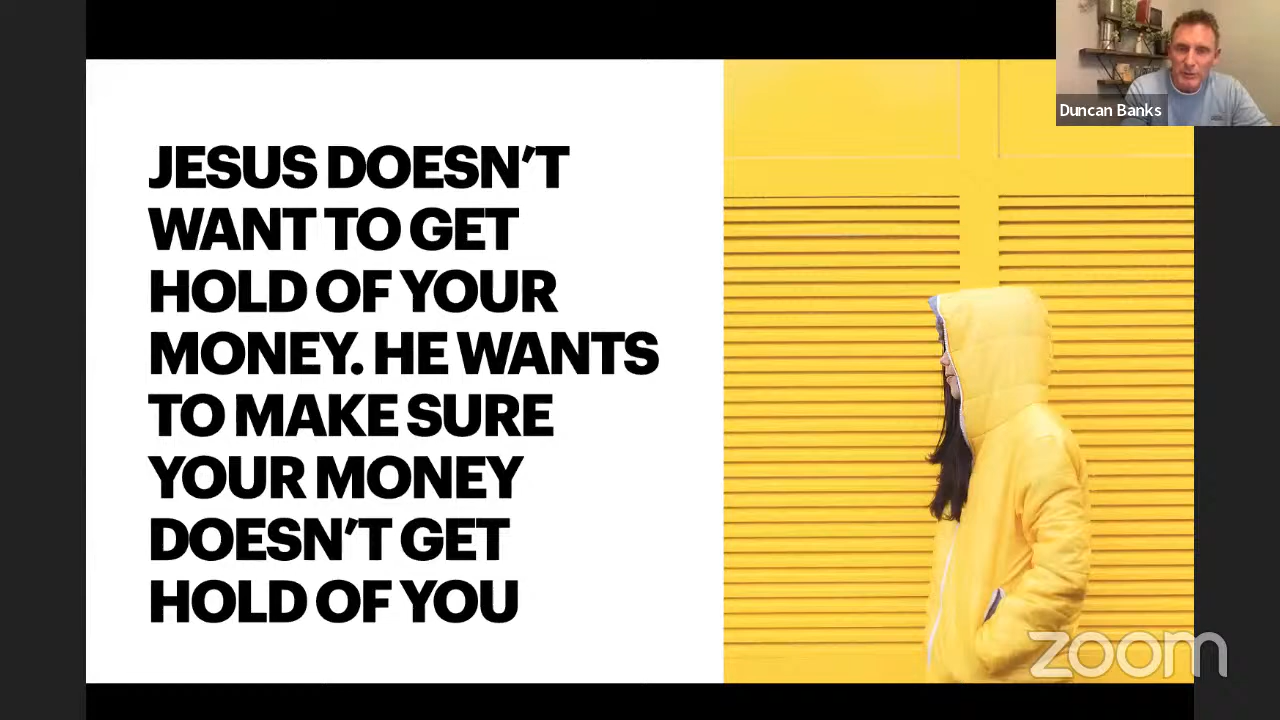 JESUS DOESN'T
WANT TO GET
HOLD OF YOUR
MONEY. HE WANTS
TO MAKE SURE
YOUR MONEY
DOESN'T GET
HOLD OF YOU
Duncan Banks
zoom